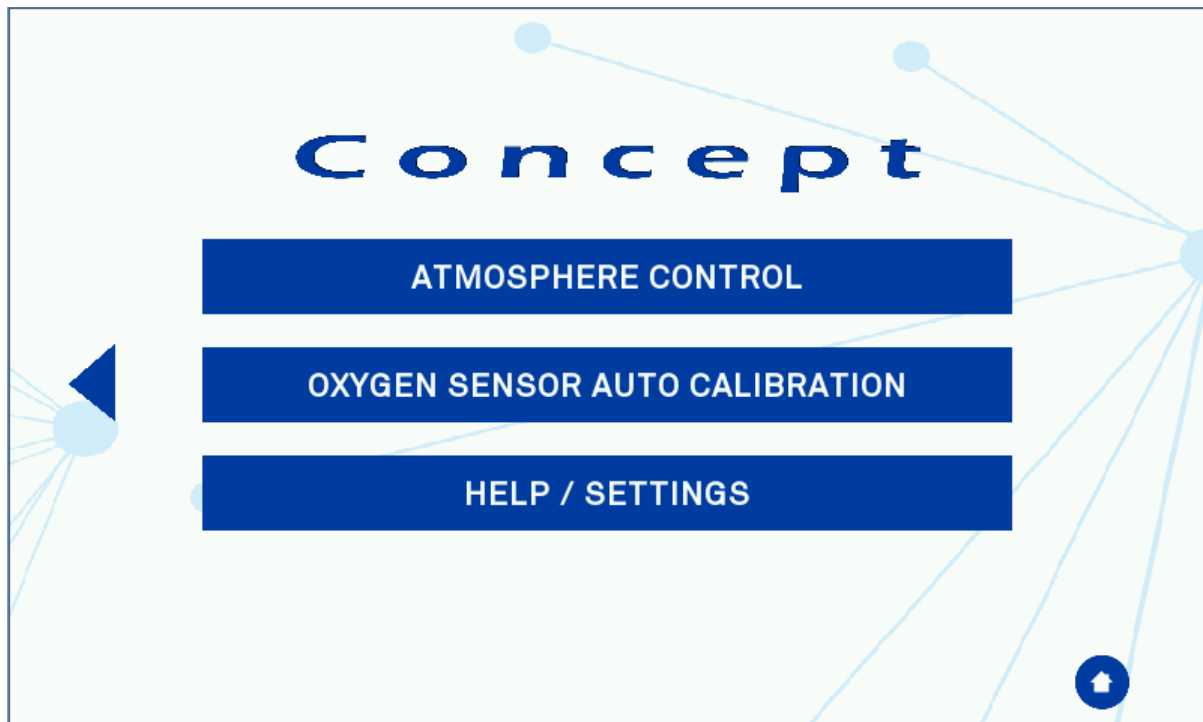 Concept
ATMOSPHERE CONTROL
OXYGEN SENSOR AUTO CALIBRATION
HELP / SETTINGS